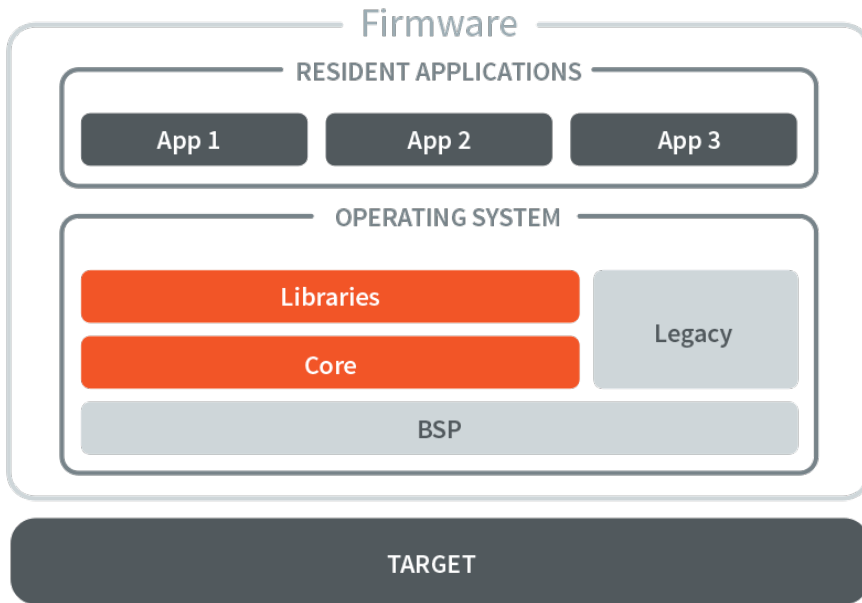 Firmware
RESIDENT APPLICATIONS
App 1 App 2 App 3
OPERATING SYSTEM
Libraries
Legacy
Core
BSP
TARGET